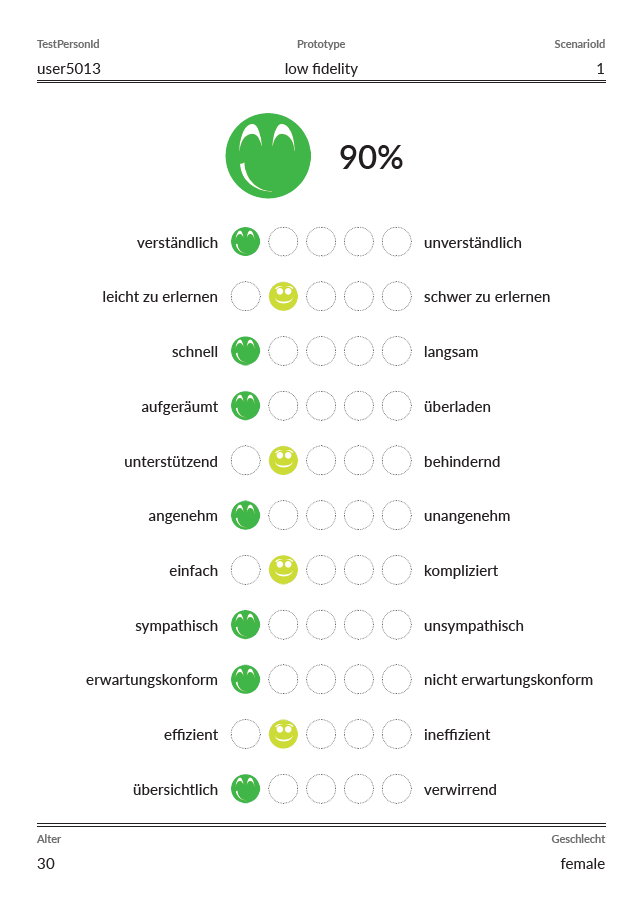 TestPersonId Prototype ScenarioId
user5013 low fidelity 1
90%
verständlich unverständlich
leicht zu erlernen schwer zu erlernen
schnell langsam
aufgeräumt überladen
unterstützend behindernd
angenehm unangenehm
einfach kompliziert
sympathisch unsympathisch
erwartungskonform nicht erwartungskonform
effizient ineffizient
übersichtlich verwirrend
Alter Geschlecht
30 female